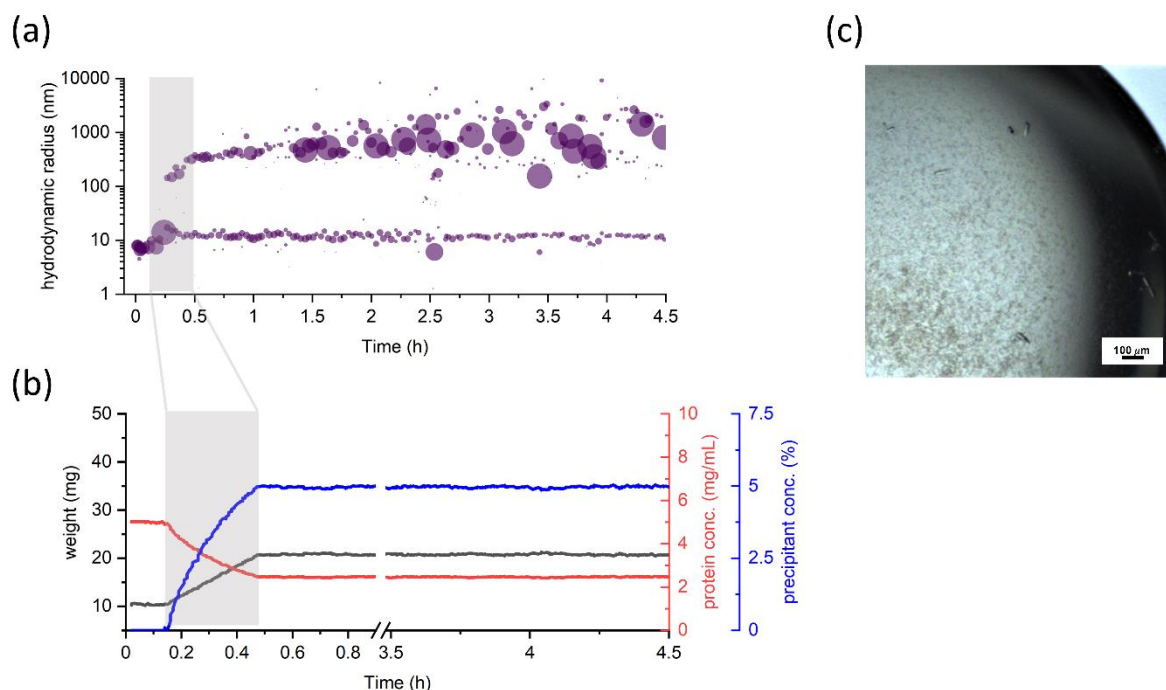 (a)
hydrodynamic radius (nm)
10000
1000
100
10
1
0 0.5 1 1.5 2 2.5 3 3.5 4 4.5
Time (h)
(b)
weight (mg)
50
40
30
20
10
0 0.2 0.4 0.6 0.8 3.5 4 4.5
Time (h)
10
8
6
4
2
0
protein conc. (mg/mL)
7.5
5
2.5
0
precipitant conc. (%)
(c)
100 µm